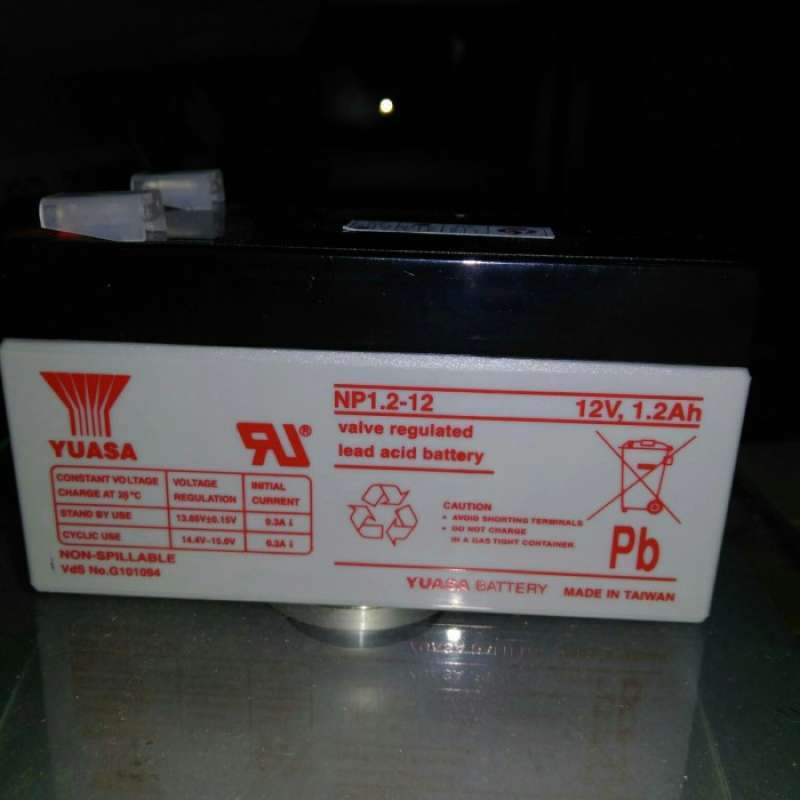 YUASA
CONSTANT VOLTAGE
CHARGE AT 25°C
VOLTAGE
REGULATION
INITIAL
CURRENT
STAND BY USE
13.65V±0.15V
0.3A↓
CYCLIC USE
14.4V~15.0V
0.3A↓
NON-SPILLABLE
VdS No.G101094
®
NP1.2-12
12V, 1.2Ah
valve regulated
lead acid battery
CAUTION
• AVOID SHORTING TERMINALS
• DO NOT CHARGE
IN A GAS TIGHT CONTAINER
Pb
YUASA BATTERY
MADE IN TAIWAN